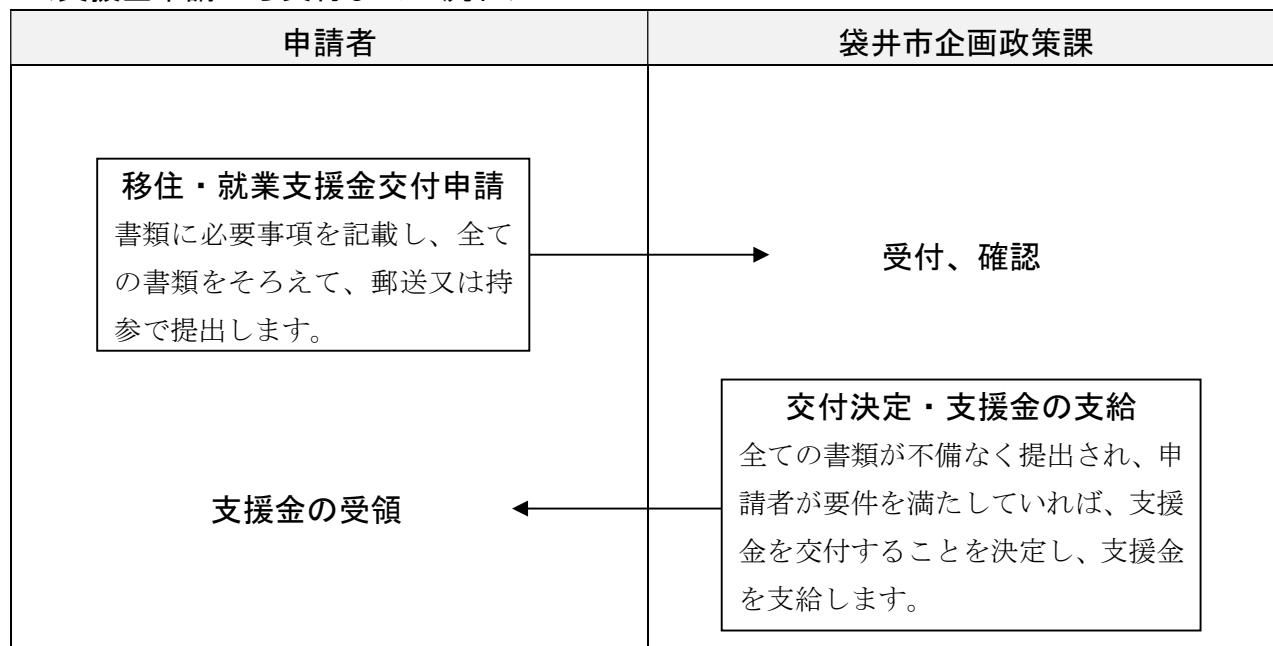 申請者
袋井市企画政策課
移住・就業支援金交付申請
書類に必要事項を記載し、全て
の書類をそろえて、郵送又は持
参で提出します。
受付、確認
交付決定・支援金の支給
全ての書類が不備なく提出され、申
請者が要件を満たしていれば、支援
金を交付することを決定し、支援金
を支給します。
支援金の受領